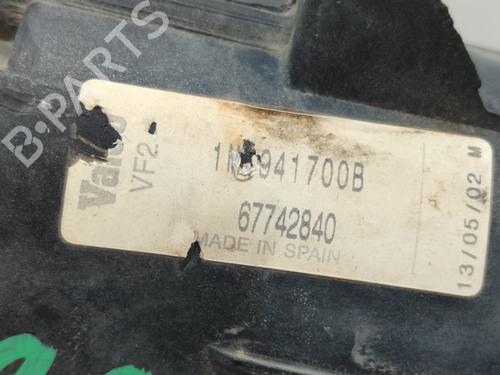 B-PARTS
Valeo
VF2
941700B
67742840
MADE IN SPAIN
13/05/02 M